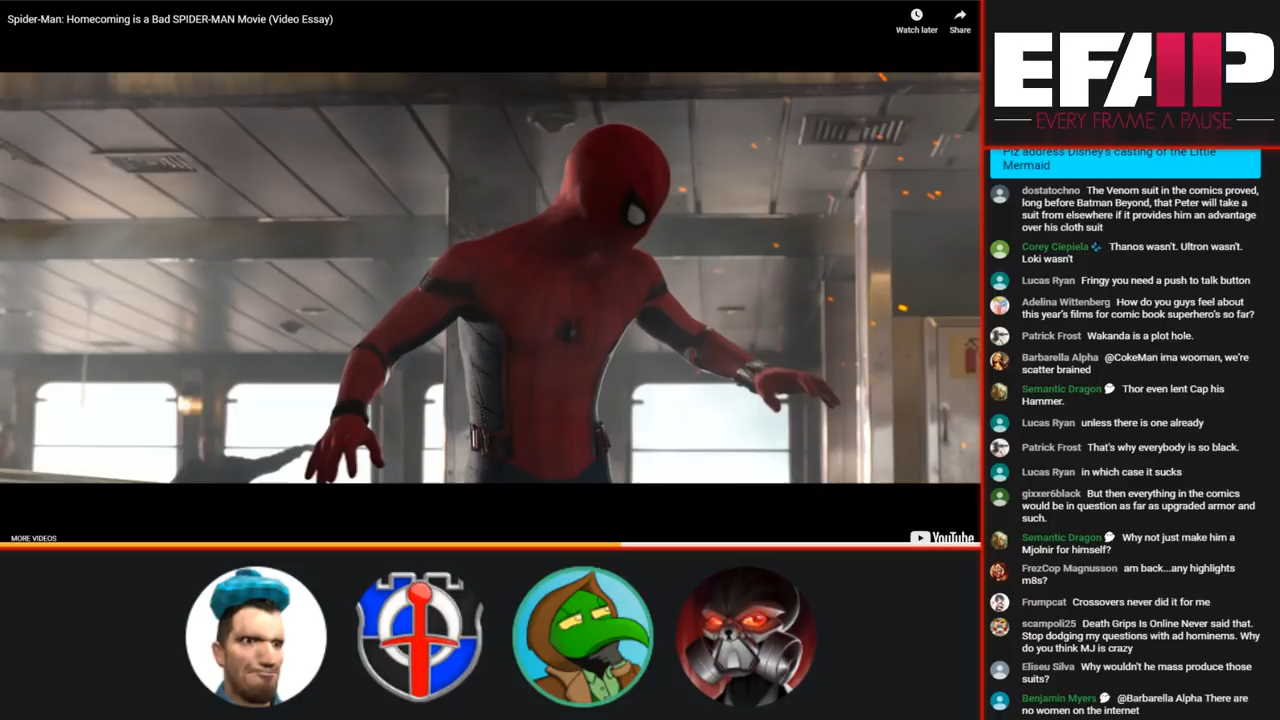 Spider-Man: Homecoming is a Bad SPIDER-MAN Movie (Video Essay)
Watch later
Share
MORE VIDEOS
YouTube
EFAP
EVERY FRAME A PAUSE
Plz address Disney's casting of the Little
Mermaid
dostatochno The Venom suit in the comics proved,
long before Batman Beyond, that Peter will take a
suit from elsewhere if it provides him an advantage
over his cloth suit
Corey Ciepiela Thanos wasn't. Ultron wasn't.
Loki wasn't
Lucas Ryan Fringy you need a push to talk button
Adelina Wittenberg How do you guys feel about
this year's films for comic book superhero's so far?
Patrick Frost Wakanda is a plot hole.
Barbarella Alpha @CokeMan ima wooman, we're
scatter brained
Semantic Dragon Thor even lent Cap his
Hammer.
Lucas Ryan unless there is one already
Patrick Frost That's why everybody is so black.
Lucas Ryan in which case it sucks
gixxer6black But then everything in the comics
would be in question as far as upgraded armor and
such.
Semantic Dragon Why not just make him a
Mjolnir for himself?
FrezCop Magnusson am back...any highlights
m8s?
Frumpcat Crossovers never did it for me
scampoli25 Death Grips Is Online Never said that.
Stop dodging my questions with ad hominems. Why
do you think MJ is crazy
Eliseu Silva Why wouldn't he mass produce those
suits?
Benjamin Myers @Barbarella Alpha There are
no women on the internet